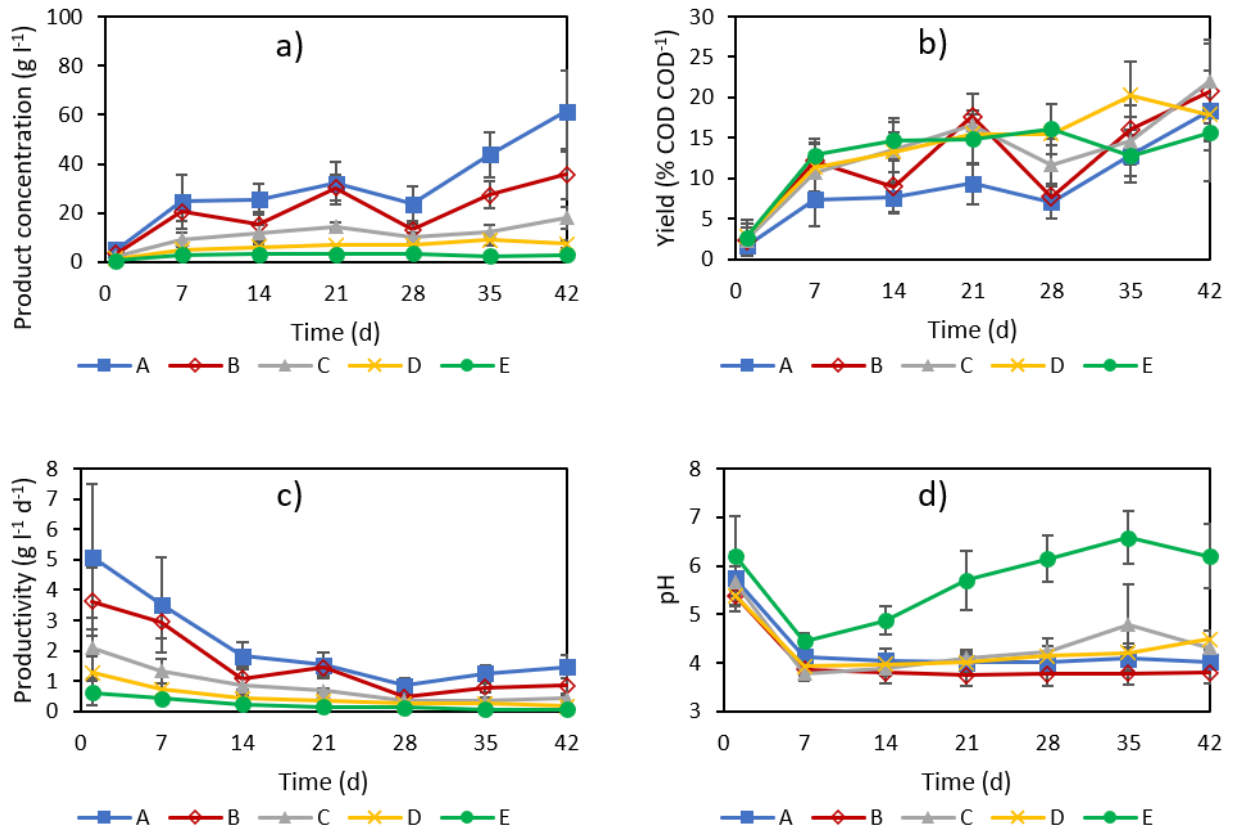 a)
Product concentration (g l⁻¹)
100
80
60
40
20
0
0 7 14 21 28 35 42
Time (d)
A B C D E
b)
Yield (% COD COD⁻¹)
30
25
20
15
10
5
0
0 7 14 21 28 35 42
Time (d)
A B C D E
c)
Productivity (g l⁻¹ d⁻¹)
8
7
6
5
4
3
2
1
0
0 7 14 21 28 35 42
Time (d)
A B C D E
d)
pH
8
7
6
5
4
3
0 7 14 21 28 35 42
Time (d)
A B C D E